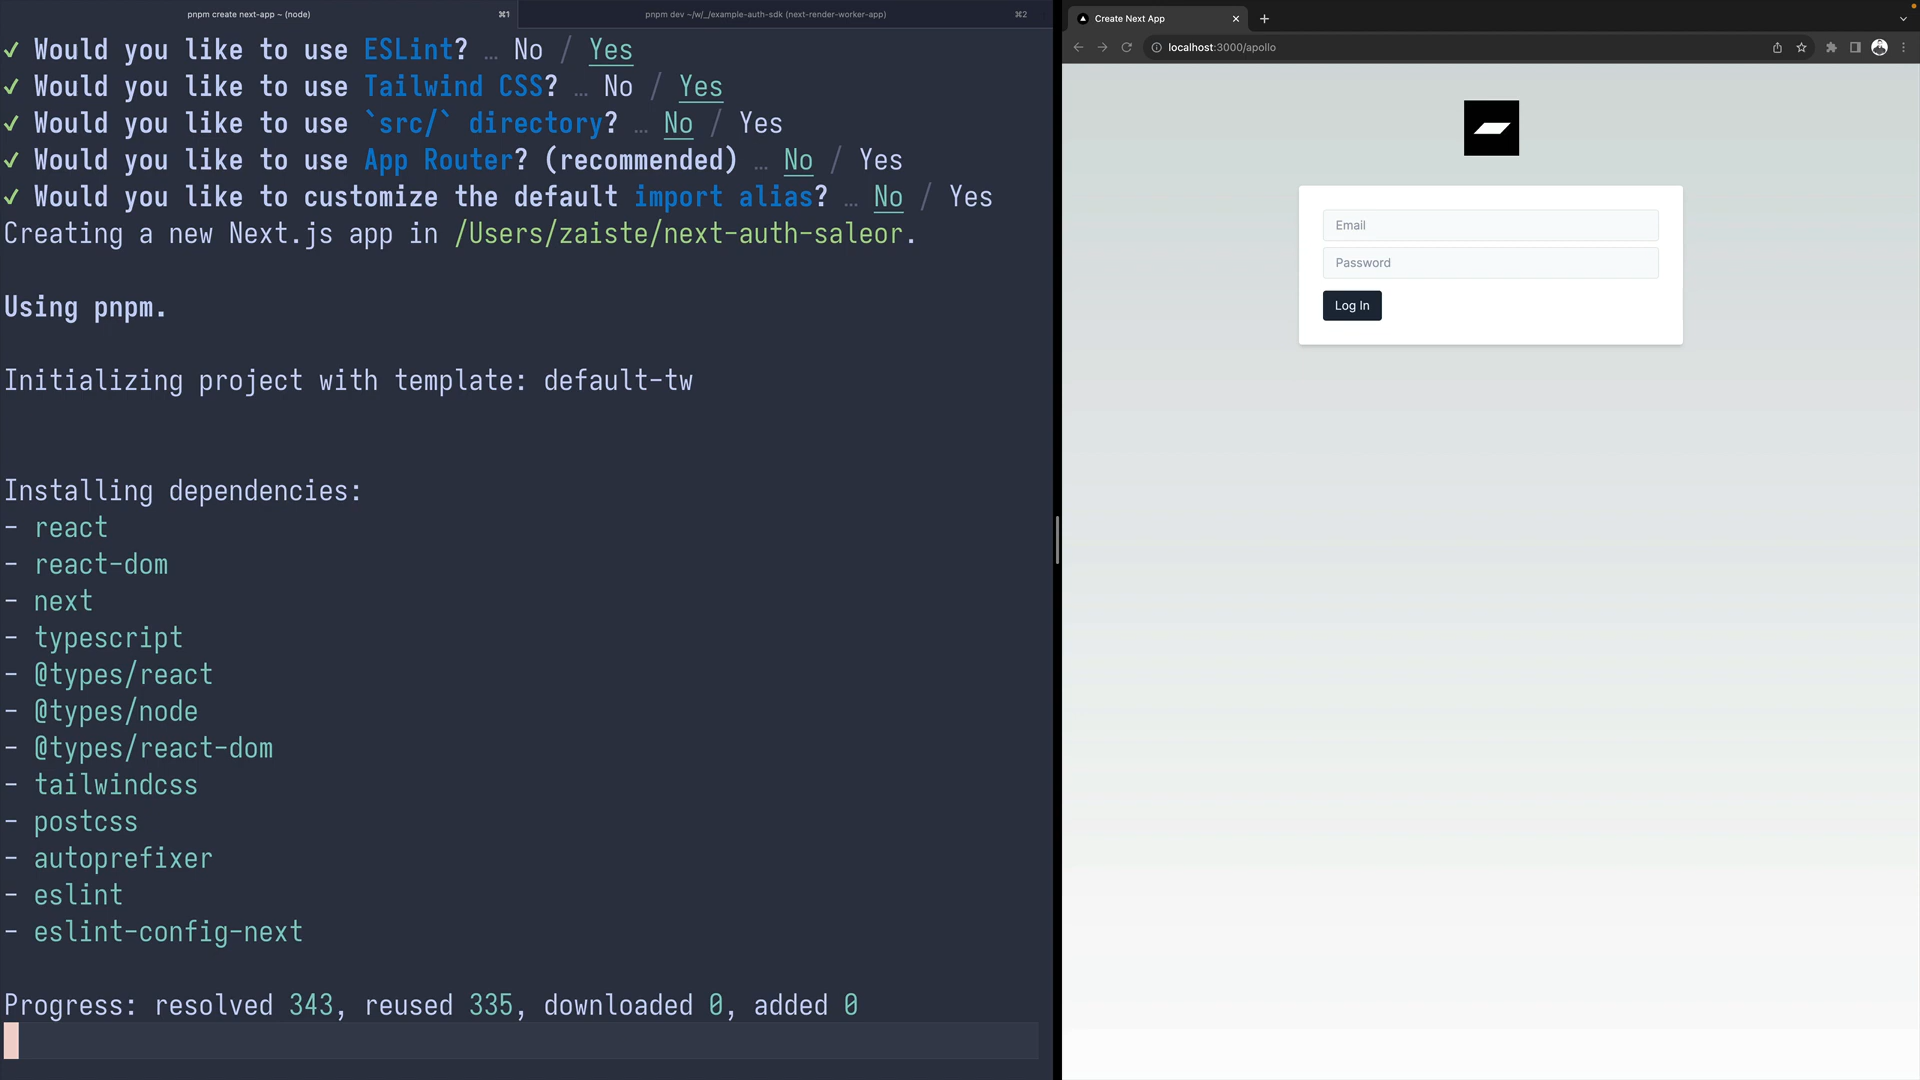 pnpm create next-app ~ (node) ⌘1
pnpm dev ~/w/_/example-auth-sdk (next-render-worker-app) ⌘2
✓ Would you like to use ESLint? … No / Yes
✓ Would you like to use Tailwind CSS? … No / Yes
✓ Would you like to use `src/` directory? … No / Yes
✓ Would you like to use App Router? (recommended) … No / Yes
✓ Would you like to customize the default import alias? … No / Yes
Creating a new Next.js app in /Users/zaiste/next-auth-saleor.
Using pnpm.
Initializing project with template: default-tw
Installing dependencies:
- react
- react-dom
- next
- typescript
- @types/react
- @types/node
- @types/react-dom
- tailwindcss
- postcss
- autoprefixer
- eslint
- eslint-config-next
Progress: resolved 343, reused 335, downloaded 0, added 0
Create Next App
localhost:3000/apollo
Email
Password
Log In